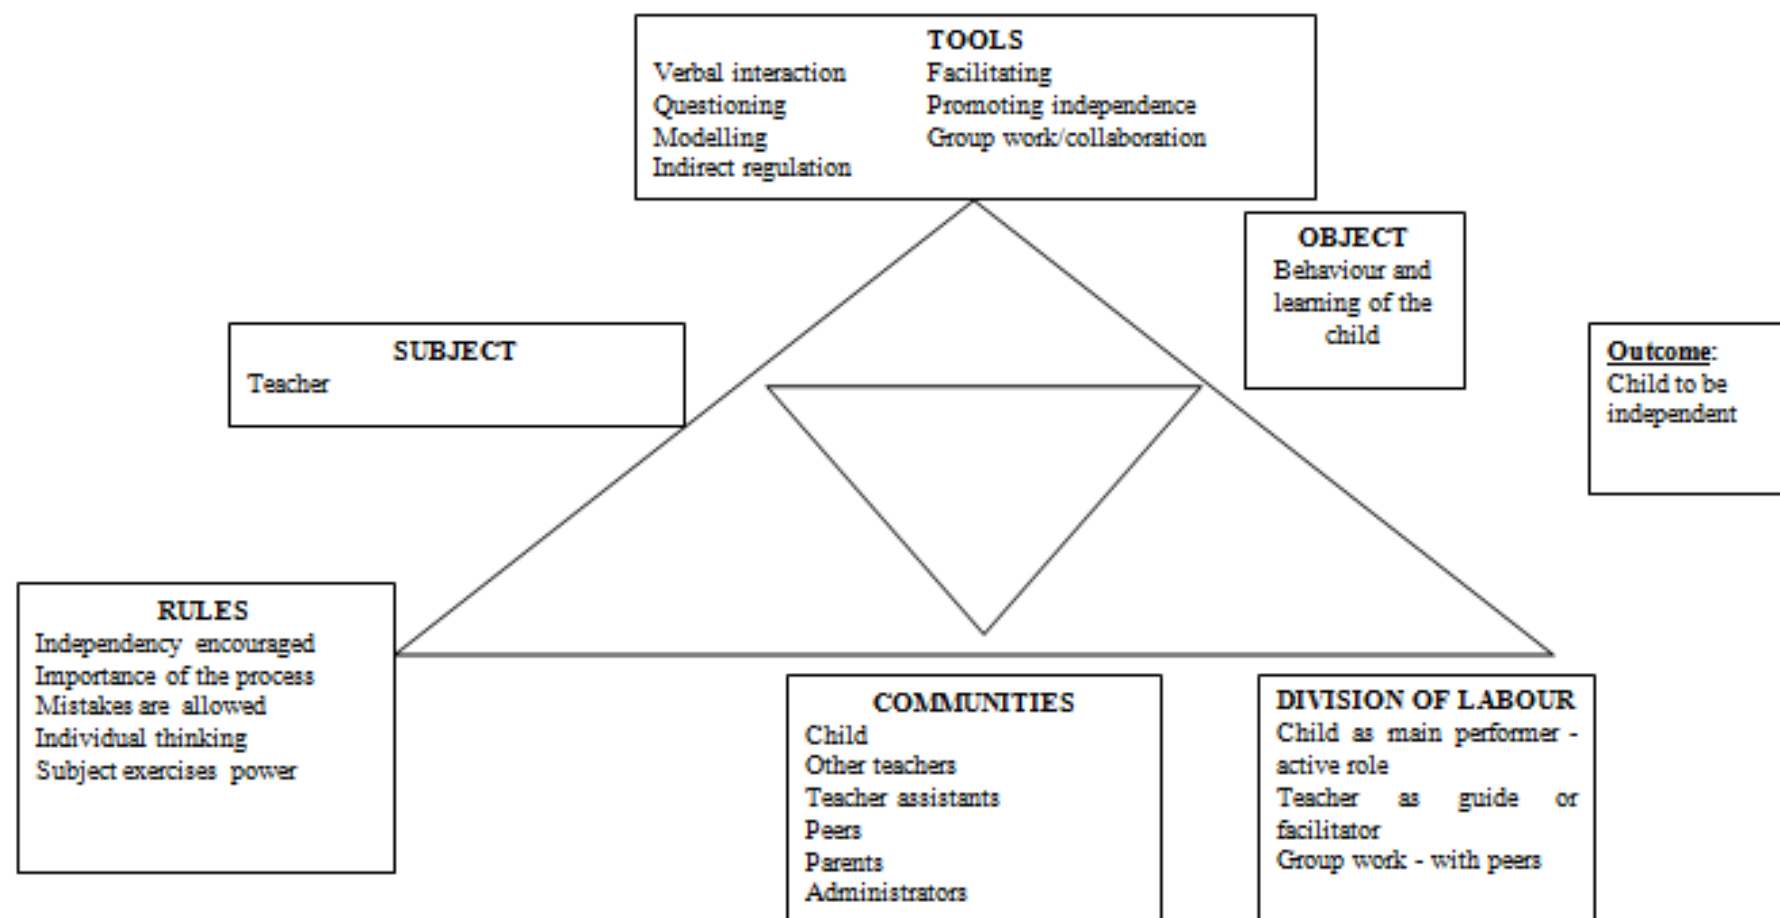 TOOLS
Verbal interaction Facilitating
Questioning Promoting independence
Modelling Group work/collaboration
Indirect regulation
OBJECT
Behaviour and
learning of the
child
SUBJECT
Teacher
Outcome:
Child to be
independent
RULES
Independency encouraged
Importance of the process
Mistakes are allowed
Individual thinking
Subject exercises power
COMMUNITIES
Child
Other teachers
Teacher assistants
Peers
Parents
Administrators
DIVISION OF LABOUR
Child as main performer -
active role
Teacher as guide or
facilitator
Group work - with peers